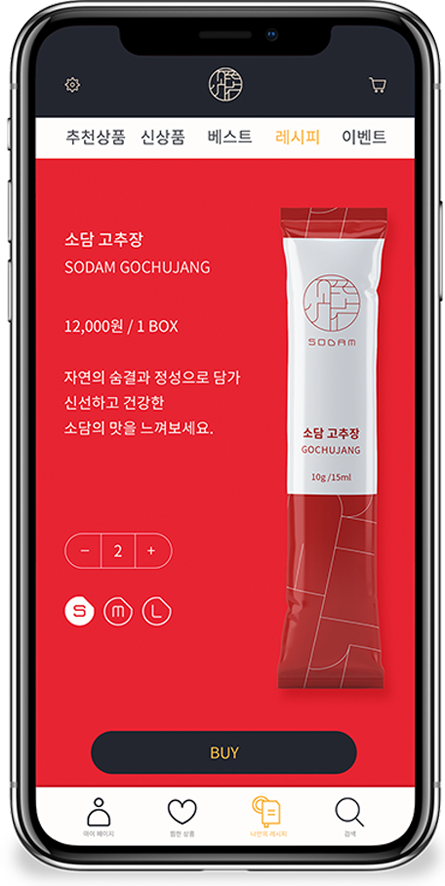 추천상품 신상품 베스트 레시피 이벤트
소담 고추장
SODAM GOCHUJANG
12,000원 / 1 BOX
자연의 숨결과 정성으로 담가
신선하고 건강한
소담의 맛을 느껴보세요.
- 2 +
S M L
SODAM
소담 고추장
GOCHUJANG
10g /15ml
BUY
마이 페이지 찜한 상품 나만의 레시피 검색